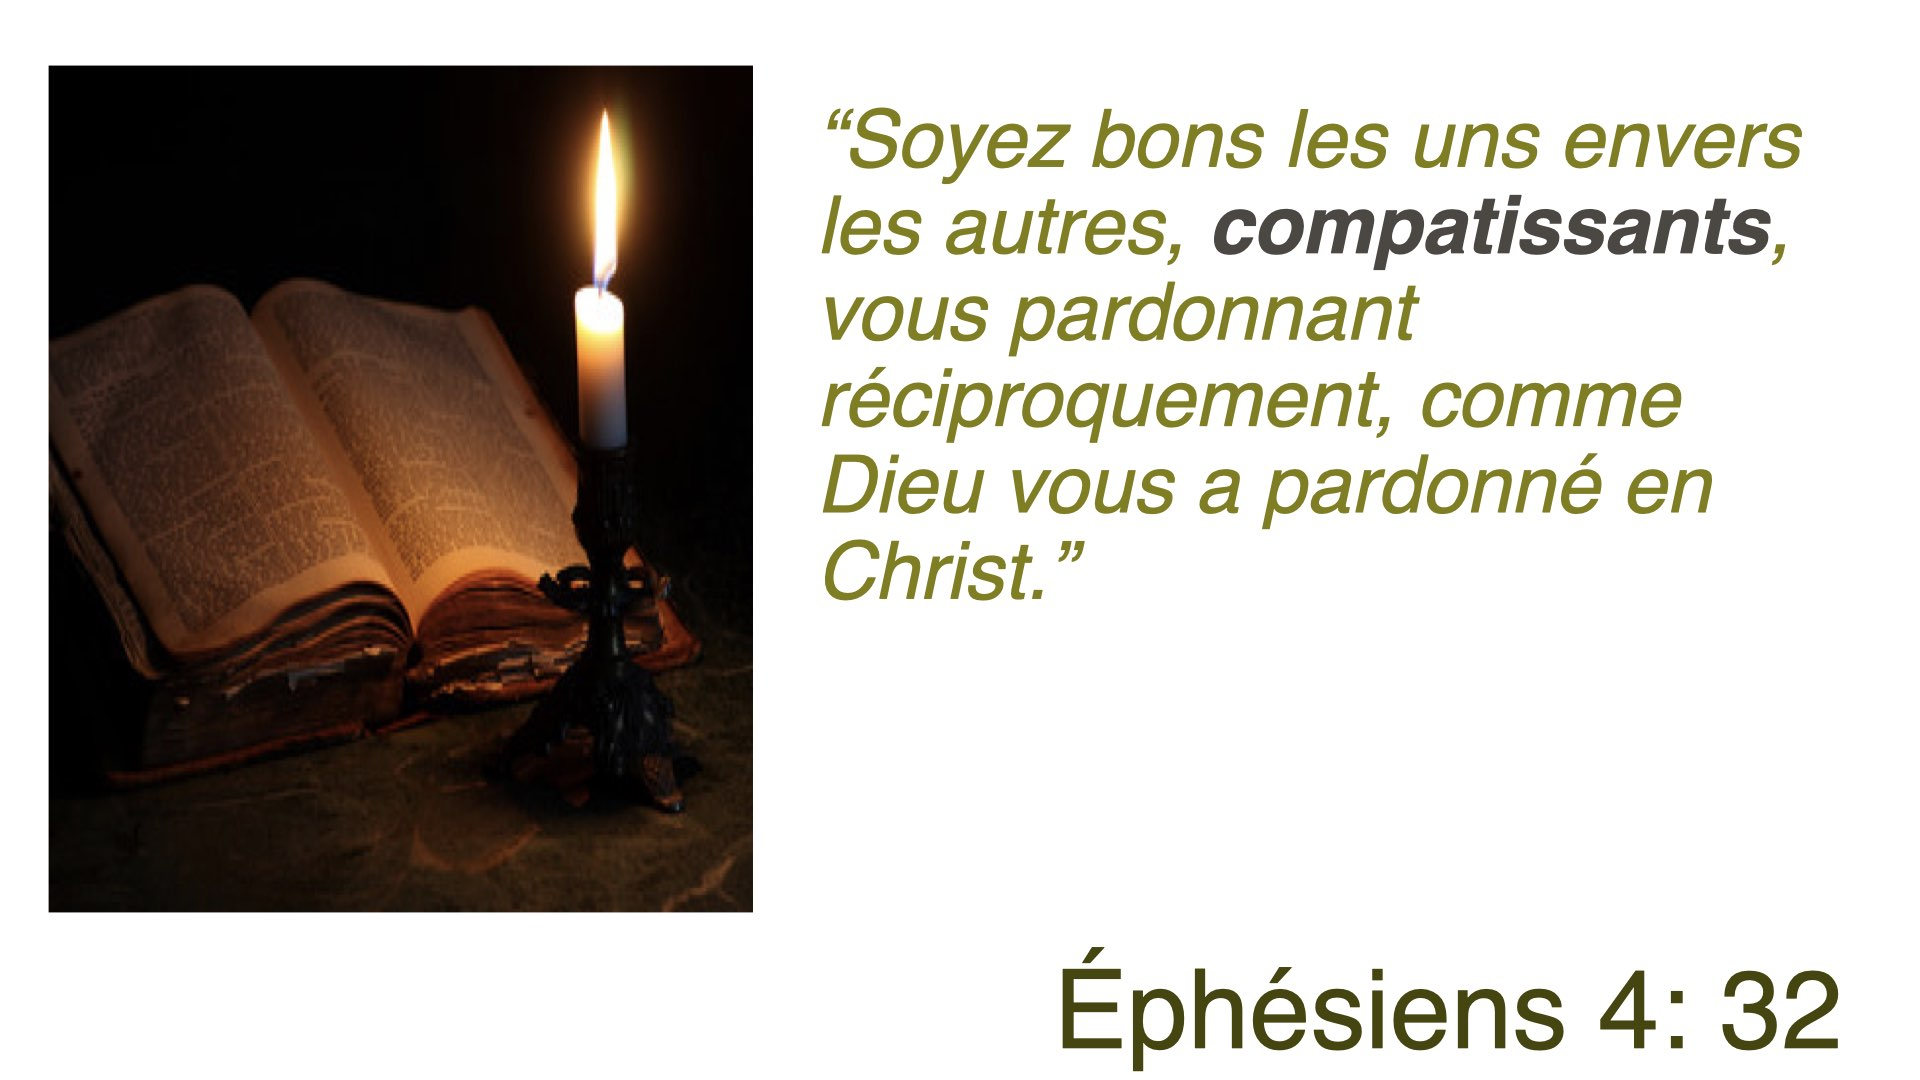 “Soyez bons les uns envers
les autres, compatissants,
vous pardonnant
réciproquement, comme
Dieu vous a pardonné en
Christ.”
Éphésiens 4: 32